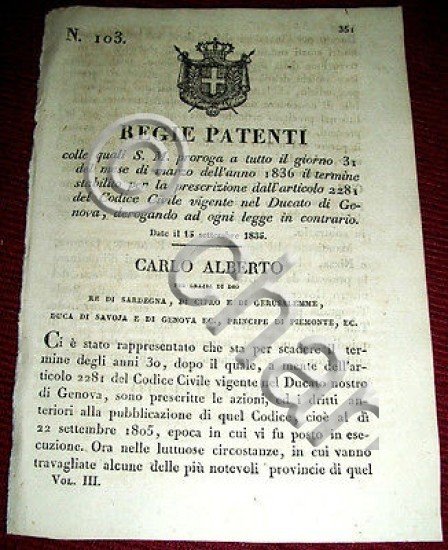 N. 103.
351
REGIE PATENTI
colle quali S. M. proroga a tutto il giorno 31
del mese di marzo dell'anno 1836 il termine
stabilito per la prescrizione dall'articolo 2281
del Codice Civile vigente nel Ducato di Ge-
nova, derogando ad ogni legge in contrario.
Date il 15 settembre 1835.
CARLO ALBERTO
PER GRAZIA DI DIO
RE DI SARDEGNA, DI CIPRO E DI GERUSALEMME,
DUCA DI SAVOJA E DI GENOVA EC., PRINCIPE DI PIEMONTE, EC.
Ci è stato rappresentato che sta per scadere il ter-
mine degli anni 30, dopo il quale, a mente dell'ar-
ticolo 2281 del Codice Civile vigente nel Ducato nostro
di Genova, sono prescritte le azioni, ed i dritti an-
teriori alla pubblicazione di quel Codice, cioè al dì
22 settembre 1805, epoca in cui vi fu posto in ese-
cuzione. Ora nelle luttuose circostanze, in cui vanno
travagliate alcune delle più notevoli provincie di quel
VOL. III.